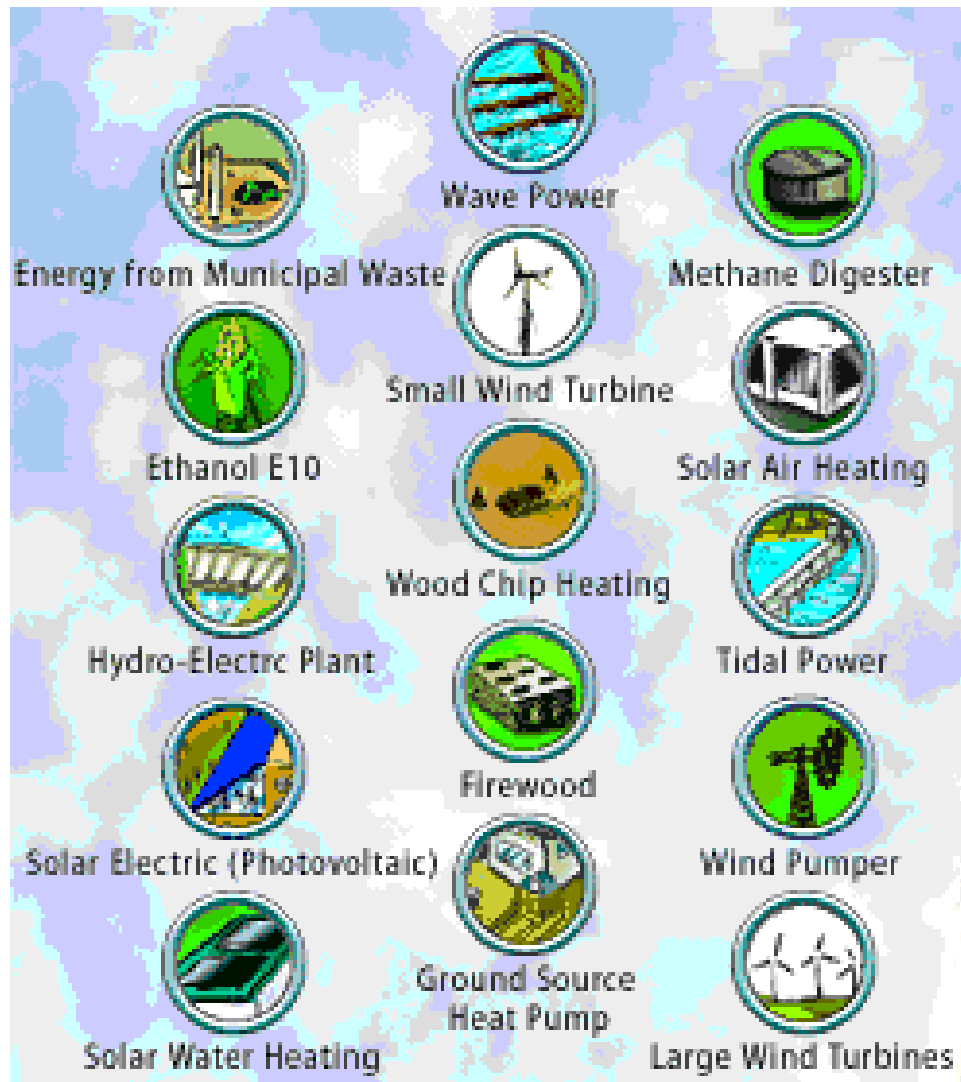 Wave Power
Energy from Municipal Waste
Methane Digester
Small Wind Turbine
Ethanol E10
Solar Air Heating
Wood Chip Heating
Hydro-Electrc Plant
Tidal Power
Firewood
Solar Electric (Photovoltaic)
Wind Pumper
Ground Source
Heat Pump
Solar Water Heating
Large Wind Turbines